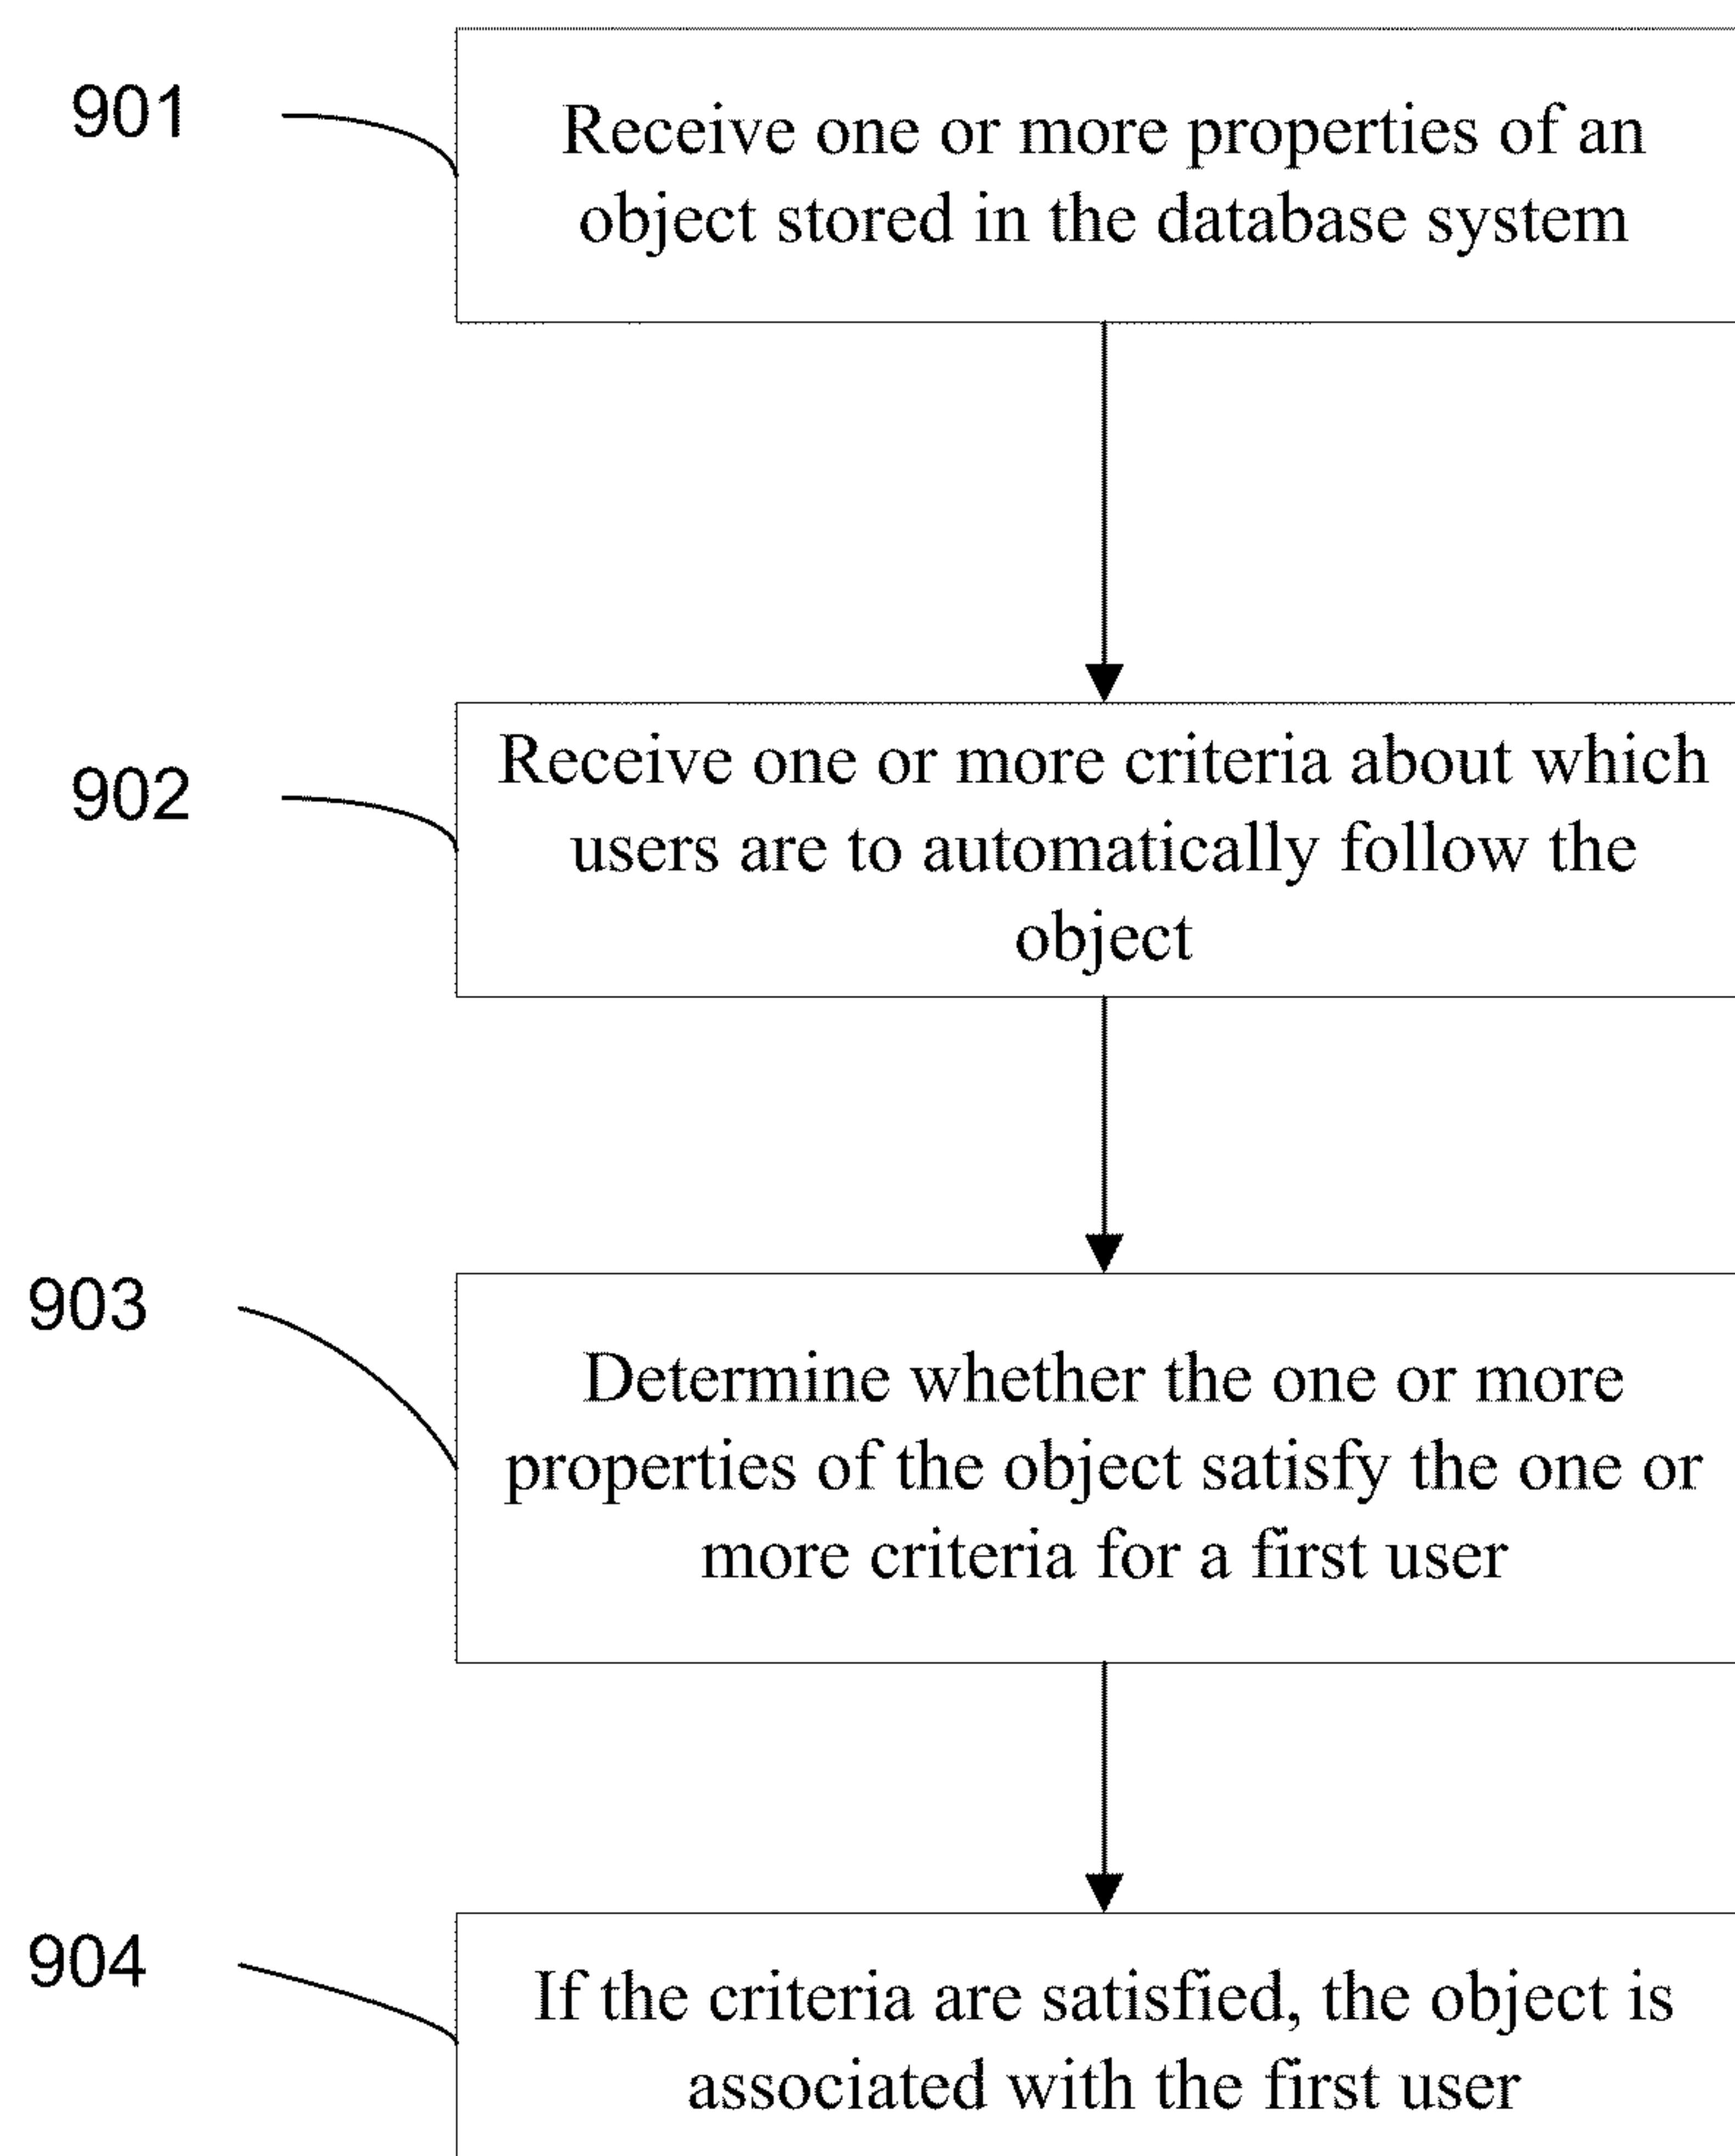 901
Receive one or more properties of an
object stored in the database system
902
Receive one or more criteria about which
users are to automatically follow the
object
903
Determine whether the one or more
properties of the object satisfy the one or
more criteria for a first user
904
If the criteria are satisfied, the object is
associated with the first user